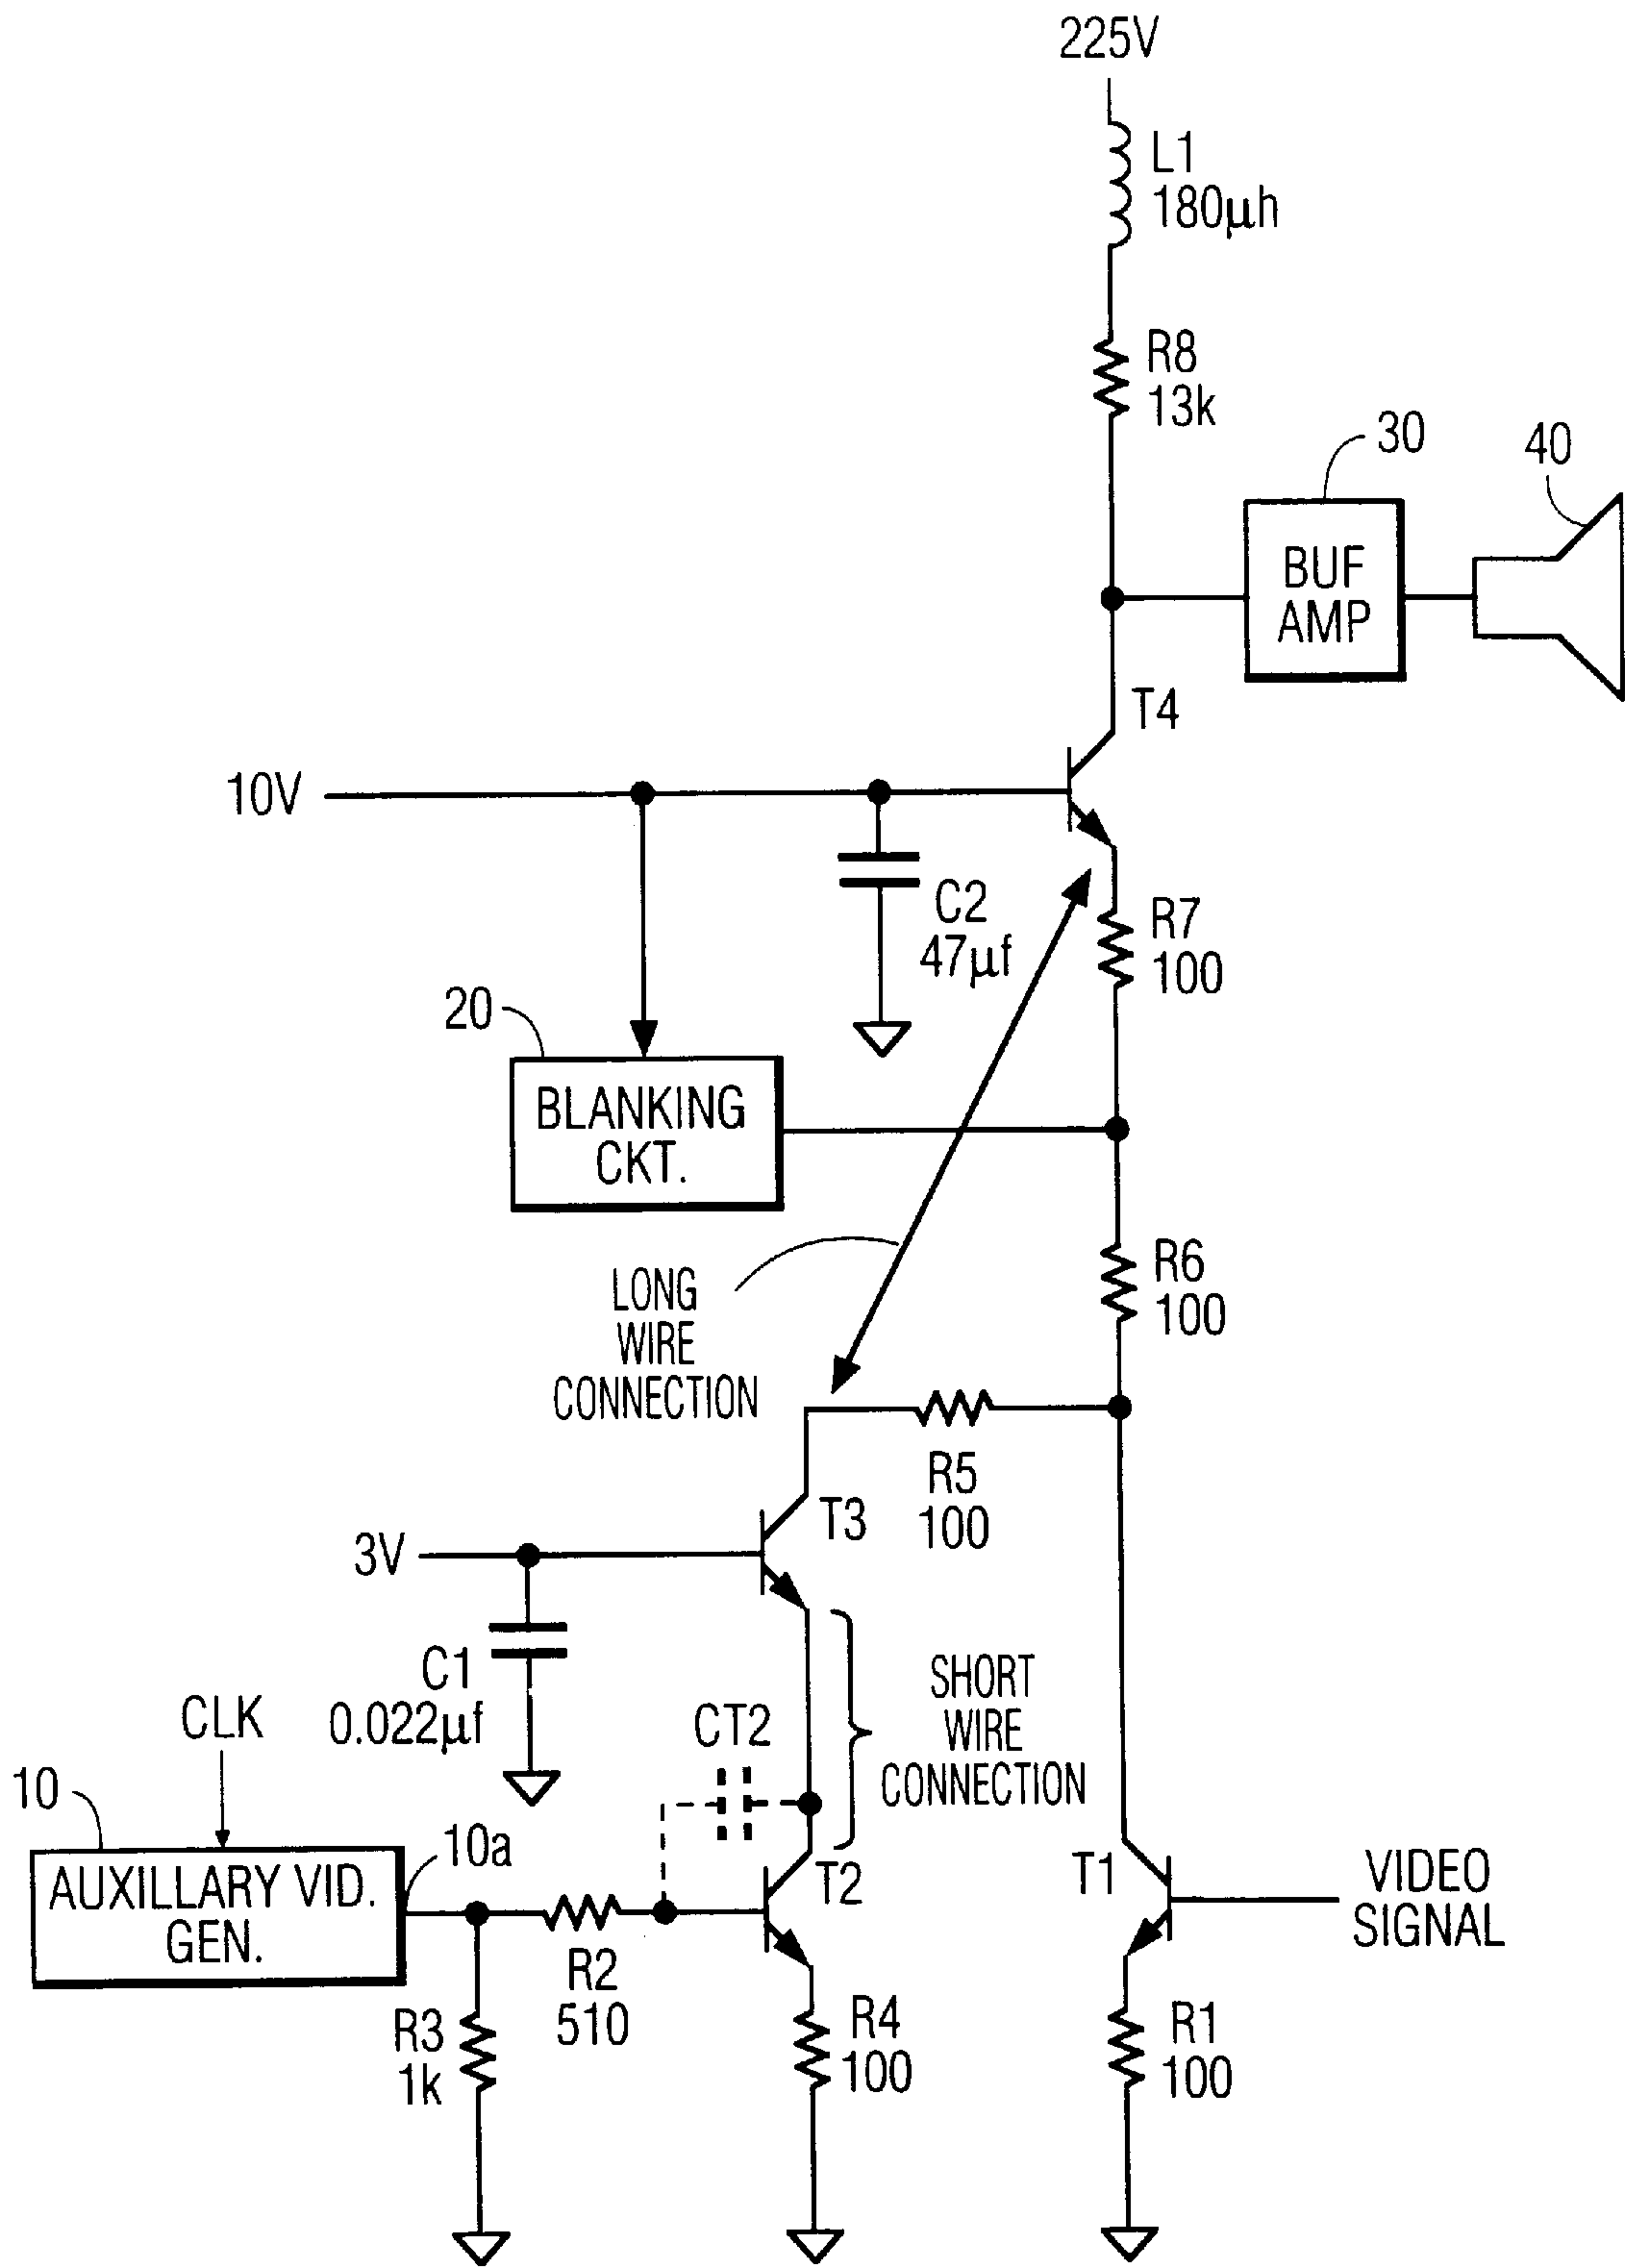 225V
L1
180µh
R8
13k
30
40
BUF
AMP
T4
10V
C2
47µf
R7
100
20
BLANKING
CKT.
LONG
WIRE
CONNECTION
R6
100
R5
100
T3
3V
C1
0.022µf
SHORT
WIRE
CONNECTION
CLK
CT2
10
10a
AUXILLARY VID.
GEN.
T2
T1
VIDEO
SIGNAL
R2
510
R3
1k
R4
100
R1
100